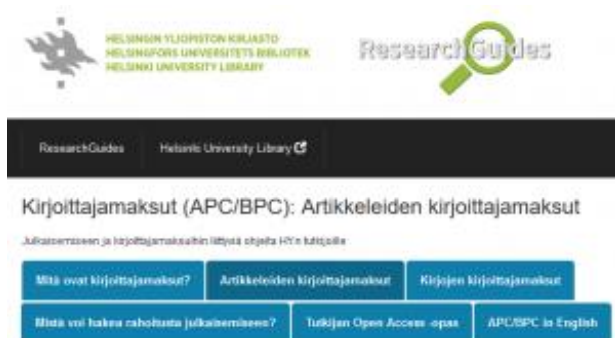 HELSINGIN YLIOPISTON KIRJASTO
HELSINGFORS UNIVERSITETS BIBLIOTEK
HELSINKI UNIVERSITY LIBRARY
ResearchGuides
ResearchGuides Helsinki University Library
Kirjoittajamaksut (APC/BPC): Artikkeleiden kirjoittajamaksut
Julkaisemiseen ja kirjoittajamaksuihin liittyviä ohjeita HY:n tutkijoille
Mitä ovat kirjoittajamaksut? Artikkeleiden kirjoittajamaksut Kirjojen kirjoittajamaksut
Mistä voi hakea rahoitusta julkaisemiseen? Tutkijan Open Access -opas APC/BPC in English